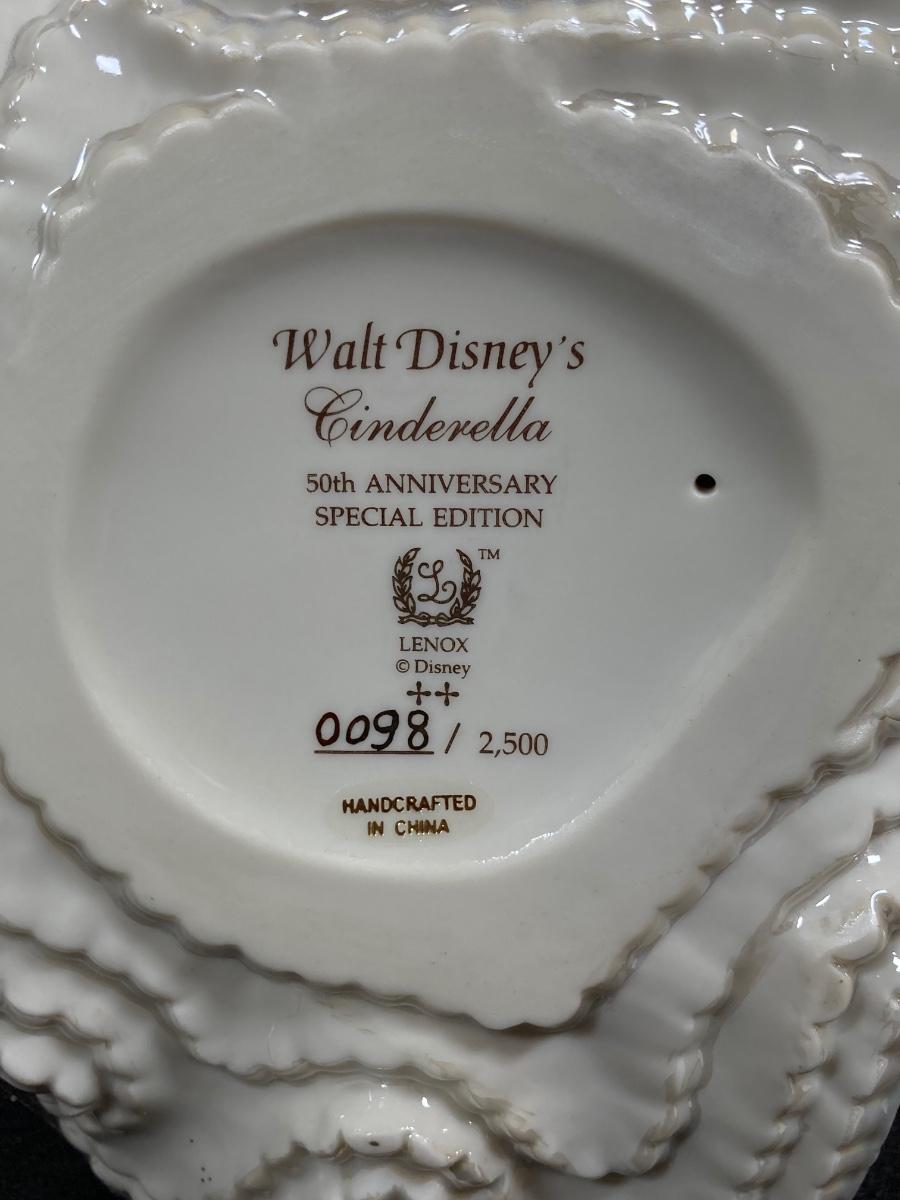 Walt Disney's
Cinderella
50th ANNIVERSARY
SPECIAL EDITION
L ™
LENOX
© Disney
0098 / 2,500
HANDCRAFTED
IN CHINA